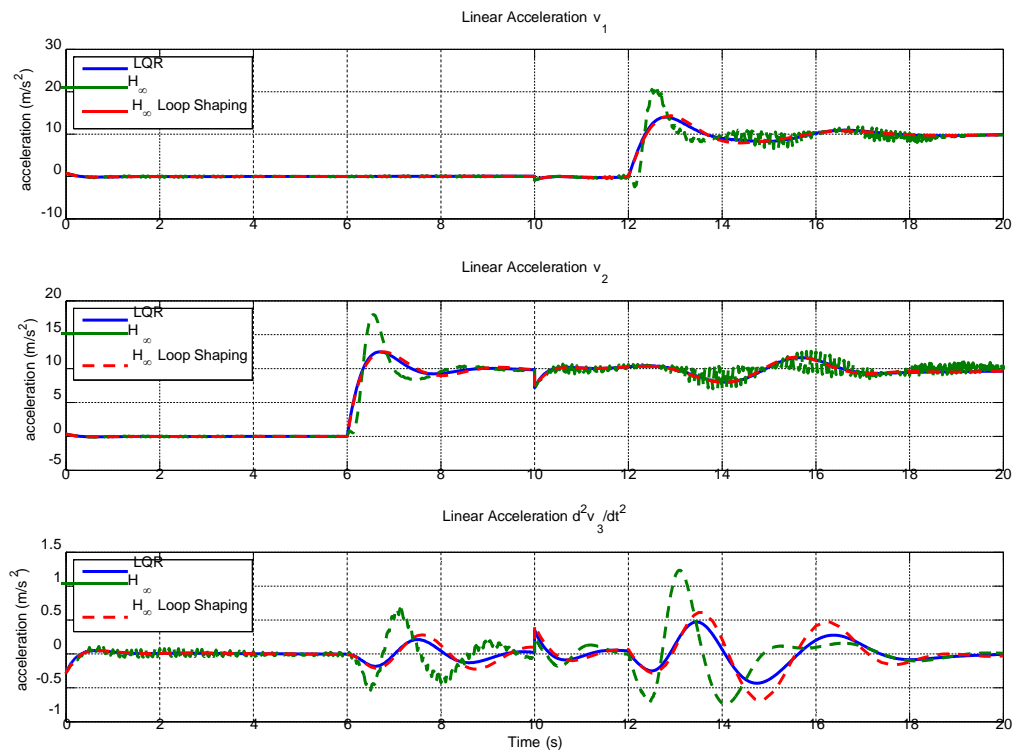 Linear Acceleration v1
acceleration (m/s2)
30
20
10
0
-10
LQR
H∞
H∞ Loop Shaping
0 2 4 6 8 10 12 14 16 18 20
Linear Acceleration v2
acceleration (m/s2)
20
15
10
5
0
-5
LQR
H∞
H∞ Loop Shaping
0 2 4 6 8 10 12 14 16 18 20
Linear Acceleration d2v3/dt2
acceleration (m/s2)
1.5
1
0.5
0
-0.5
-1
LQR
H∞
H∞ Loop Shaping
0 2 4 6 8 10 12 14 16 18 20
Time (s)